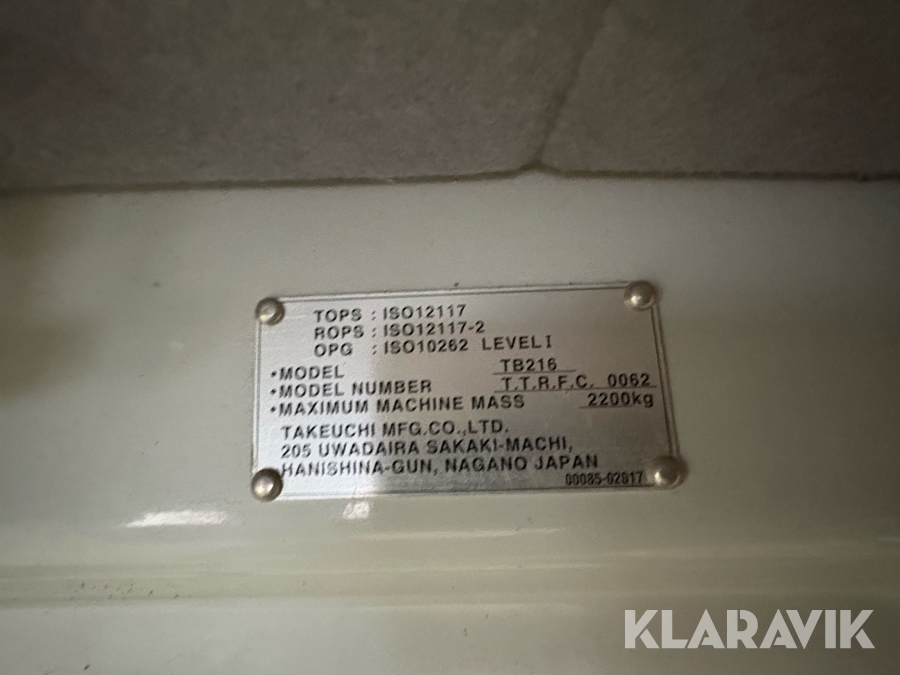 TOPS : ISO12117
ROPS : ISO12117-2
OPG : ISO10262 LEVEL I
•MODEL TB216
•MODEL NUMBER T.T.R.F.C. 0062
•MAXIMUM MACHINE MASS 2200kg
TAKEUCHI MFG.CO.,LTD.
205 UWADAIRA SAKAKI-MACHI,
HANISHINA-GUN, NAGANO JAPAN
00085-02817
KLARAVIK